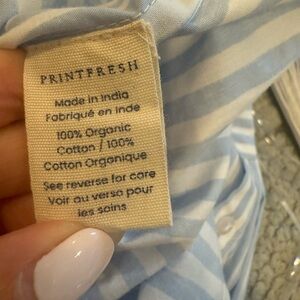 PRINTFRESH
Made in India
Fabriqué en Inde
100% Organic
Cotton / 100%
Cotton Organique
See reverse for care
Voir au verso pour
les soins